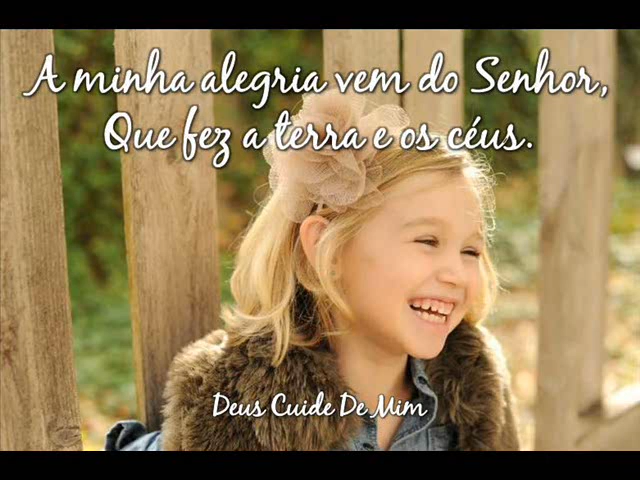 A minha alegria vem do Senhor,
Que fez a terra e os céus.
Deus Cuide De Mim